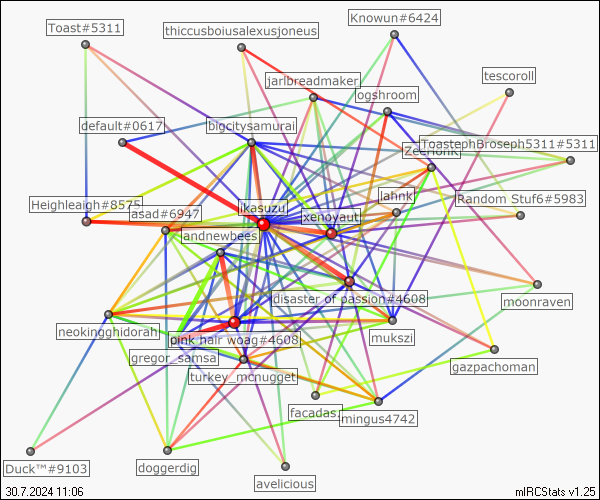 Knowun#6424
Toast#5311
thiccusboiusalexusjoneus
tescoroll
jarlbreadmaker
ogshroom
default#0617
bigcitysamurai
ToastephBroseph5311#5311
Zechonk
lahnk
Random Stuf6#5983
Heighleaigh#8575
ikasuzu
asad#6947
xenoyaut
jandnewbees
disaster of passion#4608
moonraven
neokingghidorah
pink hair woag#4608
mukszi
gregor_samsa
gazpachoman
turkey_mcnugget
facadas
mingus4742
Duck™#9103
doggerdig
avelicious
30.7.2024 11:06
mIRCStats v1.25